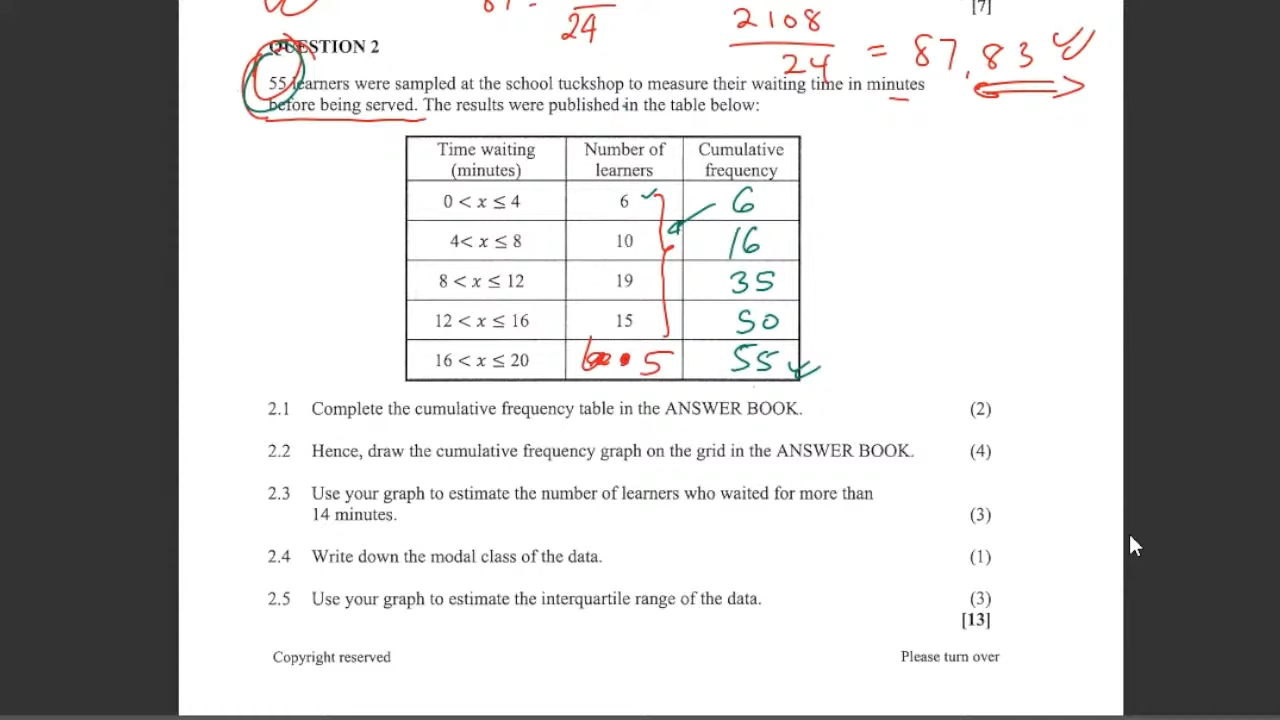 [7]
24
2108
24
= 87,83
QUESTION 2
55 learners were sampled at the school tuckshop to measure their waiting time in minutes
before being served. The results were published in the table below:
Time waiting (minutes) Number of learners Cumulative frequency
0 < x ≤ 4 6 6
4< x ≤ 8 10 16
8 < x ≤ 12 19 35
12 < x ≤ 16 15 50
16 < x ≤ 20 5 55
2.1 Complete the cumulative frequency table in the ANSWER BOOK. (2)
2.2 Hence, draw the cumulative frequency graph on the grid in the ANSWER BOOK. (4)
2.3 Use your graph to estimate the number of learners who waited for more than
14 minutes. (3)
2.4 Write down the modal class of the data. (1)
2.5 Use your graph to estimate the interquartile range of the data. (3)
[13]
Copyright reserved Please turn over